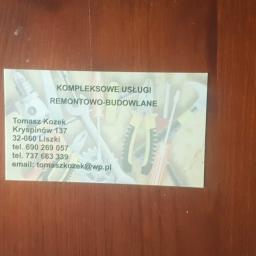 KOMPLEKSOWE USŁUGI
REMONTOWO-BUDOWLANE
Tomasz Kozek
Kryspinów 137
32-060 Liszki
tel. 690 269 057
tel. 737 663 339
email: tomaszkozek@wp.pl